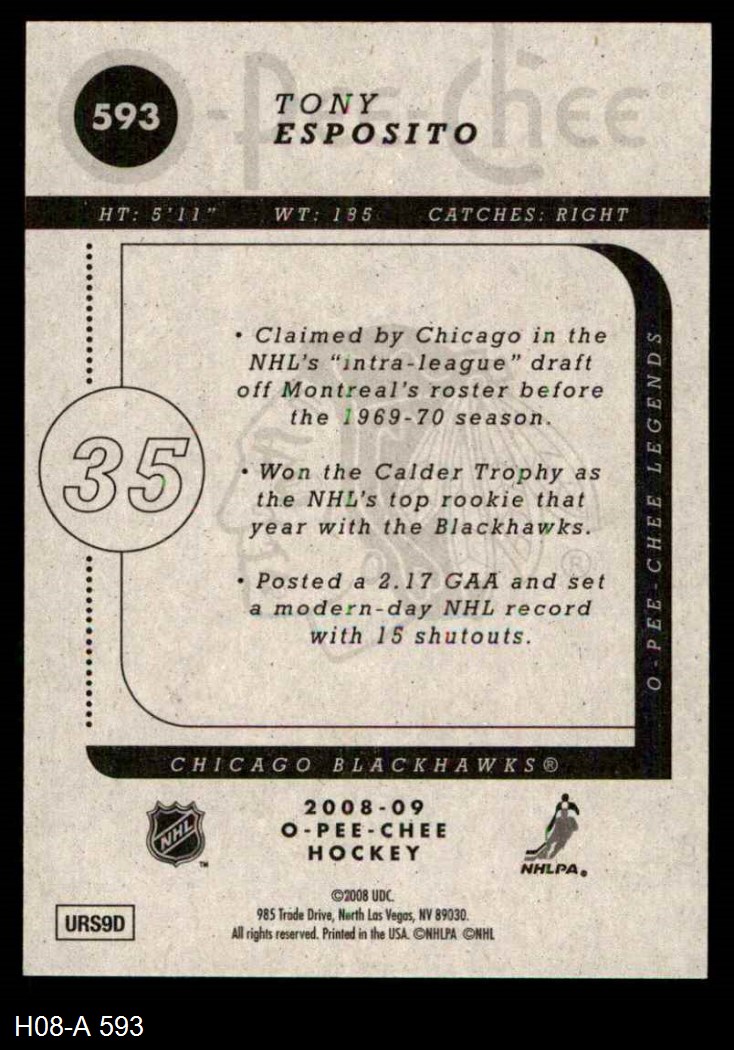 593
O-Pee-Chee®
TONY
ESPOSITO
HT: 5'11" WT: 185 CATCHES: RIGHT
• Claimed by Chicago in the
NHL's "intra-league" draft
off Montreal's roster before
the 1969-70 season.
• Won the Calder Trophy as
the NHL's top rookie that
year with the Blackhawks.
• Posted a 2.17 GAA and set
a modern-day NHL record
with 15 shutouts.
35
O-PEE-CHEE LEGENDS
CHICAGO BLACKHAWKS®
NHL
TM
2008-09
O-PEE-CHEE
HOCKEY
NHLPA®
©2008 UDC.
985 Trade Drive, North Las Vegas, NV 89030.
All rights reserved. Printed in the USA. ©NHLPA ©NHL
URS9D
H08-A 593